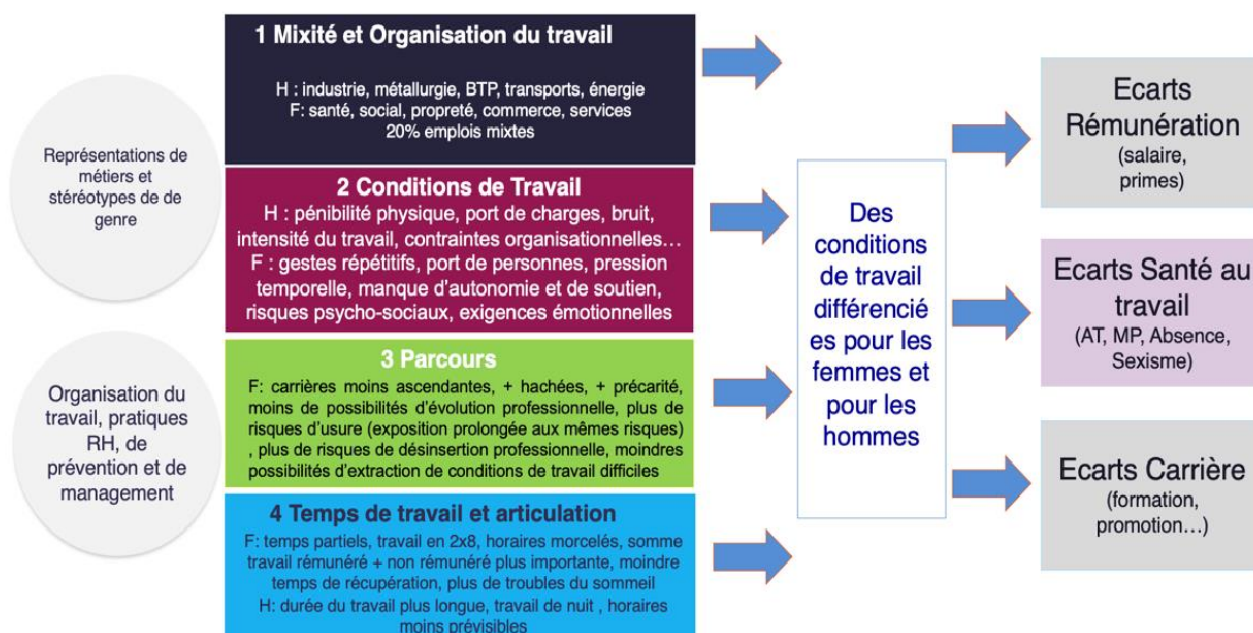 Représentations de
métiers et
stéréotypes de de
genre
Organisation du
travail, pratiques
RH, de
prévention et de
management
1 Mixité et Organisation du travail
H : industrie, métallurgie, BTP, transports, énergie
F: santé, social, propreté, commerce, services
20% emplois mixtes
2 Conditions de Travail
H : pénibilité physique, port de charges, bruit,
intensité du travail, contraintes organisationnelles…
F : gestes répétitifs, port de personnes, pression
temporelle, manque d'autonomie et de soutien,
risques psycho-sociaux, exigences émotionnelles
3 Parcours
F: carrières moins ascendantes, + hachées, + précarité,
moins de possibilités d'évolution professionnelle, plus de
risques d'usure (exposition prolongée aux mêmes risques)
, plus de risques de désinsertion professionnelle, moindres
possibilités d'extraction de conditions de travail difficiles
4 Temps de travail et articulation
F: temps partiels, travail en 2x8, horaires morcelés, somme
travail rémunéré + non rémunéré plus importante, moindre
temps de récupération, plus de troubles du sommeil
H: durée du travail plus longue, travail de nuit , horaires
moins prévisibles
Des
conditions
de travail
différencié
es pour les
femmes et
pour les
hommes
Ecarts
Rémunération
(salaire,
primes)
Ecarts Santé au
travail
(AT, MP, Absence,
Sexisme)
Ecarts Carrière
(formation,
promotion…)